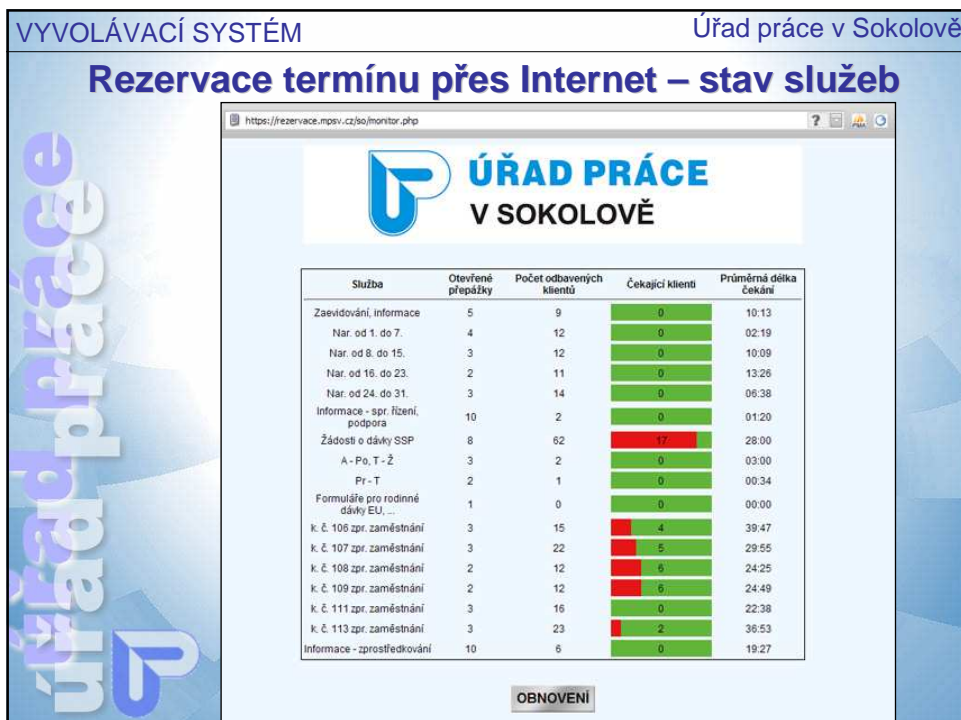 VYVOLÁVACÍ SYSTÉM
Úřad práce v Sokolově
Rezervace termínu přes Internet – stav služeb
https://rezervace.mpsv.cz/so/monitor.php
ÚŘAD PRÁCE
V SOKOLOVĚ
Služba Otevřené přepážky Počet odbavených klientů Čekající klienti Průměrná délka čekání
Zaevidování, informace 5 9 0 10:13
Nar. od 1. do 7. 4 12 0 02:19
Nar. od 8. do 15. 3 12 0 10:09
Nar. od 16. do 23. 2 11 0 13:26
Nar. od 24. do 31. 3 14 0 06:38
Informace - spr. řízení, podpora 10 2 0 01:20
Žádosti o dávky SSP 8 62 17 28:00
A - Po, T - Ž 3 2 0 03:00
Pr - T 2 1 0 00:34
Formuláře pro rodinné dávky EU, ... 1 0 0 00:00
k. č. 106 zpr. zaměstnání 3 15 4 39:47
k. č. 107 zpr. zaměstnání 3 22 5 29:55
k. č. 108 zpr. zaměstnání 2 12 6 24:25
k. č. 109 zpr. zaměstnání 2 12 6 24:49
k. č. 111 zpr. zaměstnání 3 16 0 22:38
k. č. 113 zpr. zaměstnání 3 23 2 36:53
Informace - zprostředkování 10 6 0 19:27
OBNOVENÍ
úřad práce
úřad práce